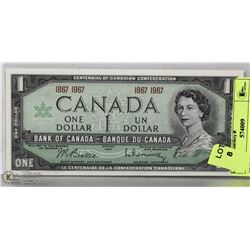 CENTENNIAL OF CANADIAN CONFEDERATION
1867 1967 1867 1967
CANADA
ONE DOLLAR 1 UN DOLLAR
BANK OF CANADA - BANQUE DU CANADA
ONE
LE CENTENAIRE DE LA CONFÉDÉRATION CANADIENNE
LOT
8
574009